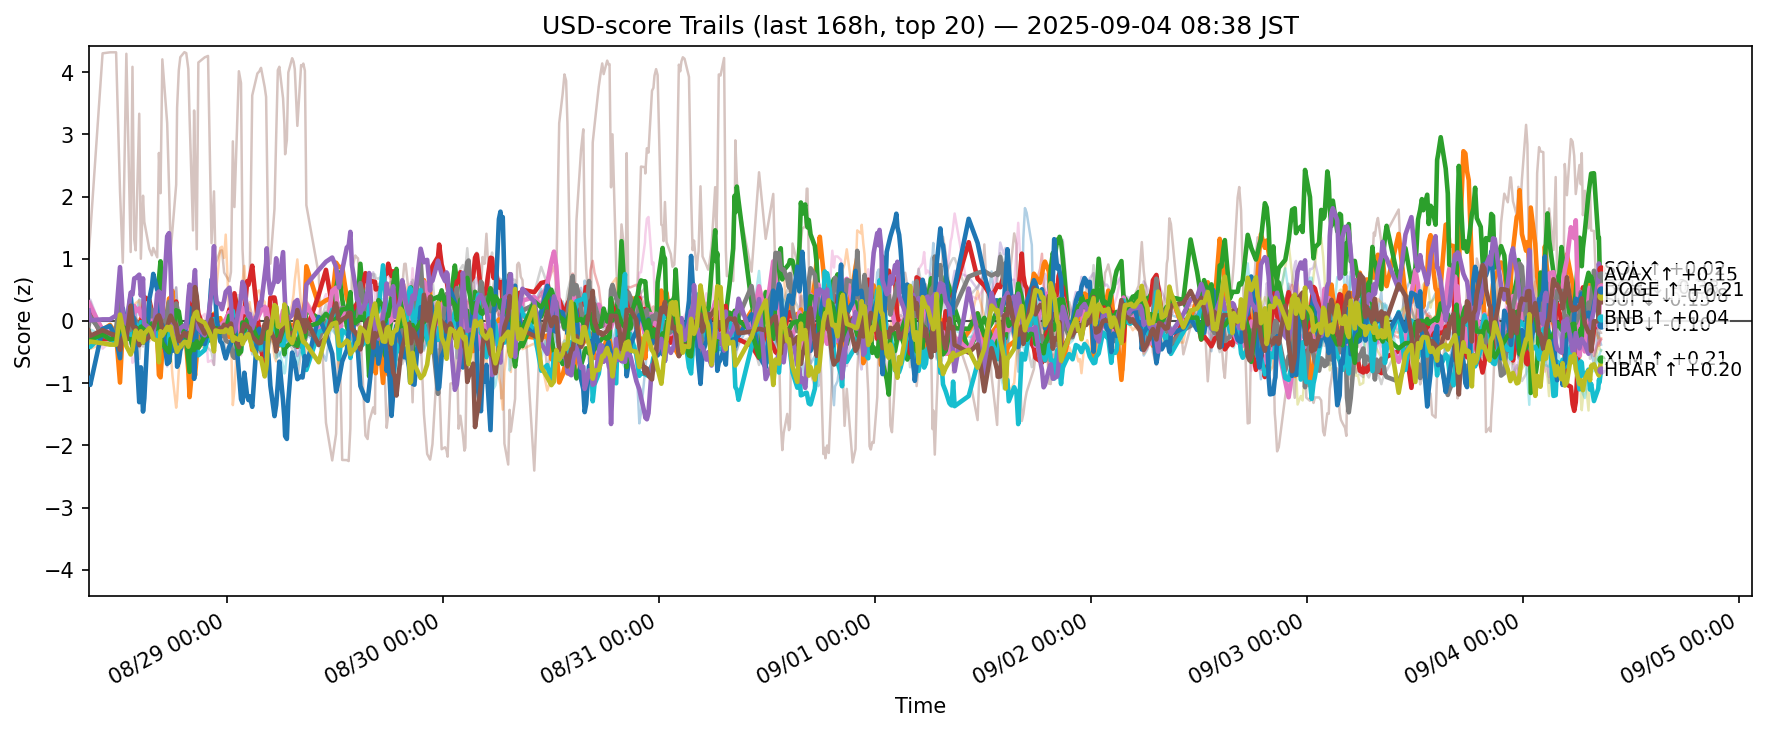 USD-score Trails (last 168h, top 20) — 2025-09-04 08:38 JST
Score (z)
4
3
2
1
0
−1
−2
−3
−4
AVAX ↑ +0.15
DOGE ↑ +0.21
BNB ↑ +0.04
XLM ↑ +0.21
HBAR ↑ +0.20
08/29 00:00
08/30 00:00
08/31 00:00
09/01 00:00
09/02 00:00
09/03 00:00
09/04 00:00
09/05 00:00
Time